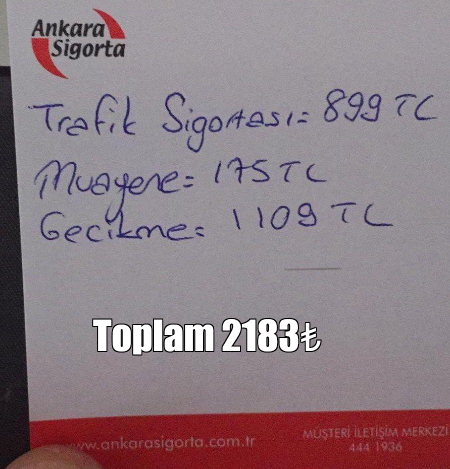 Ankara
Sigorta
Trafik Sigortası= 899 TC
Muayene= 175 TL
Gecikme= 1109 TL
Toplam 2183₺
www.ankarasigorta.com.tr
MÜŞTERİ İLETİŞİM MERKEZİ
444 1936